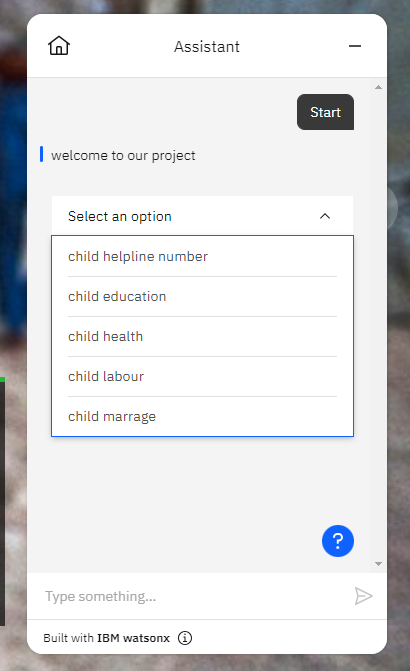 Assistant
Start
welcome to our project
Select an option
child helpline number
child education
child health
child labour
child marrage
?
Type something...
Built with IBM watsonx